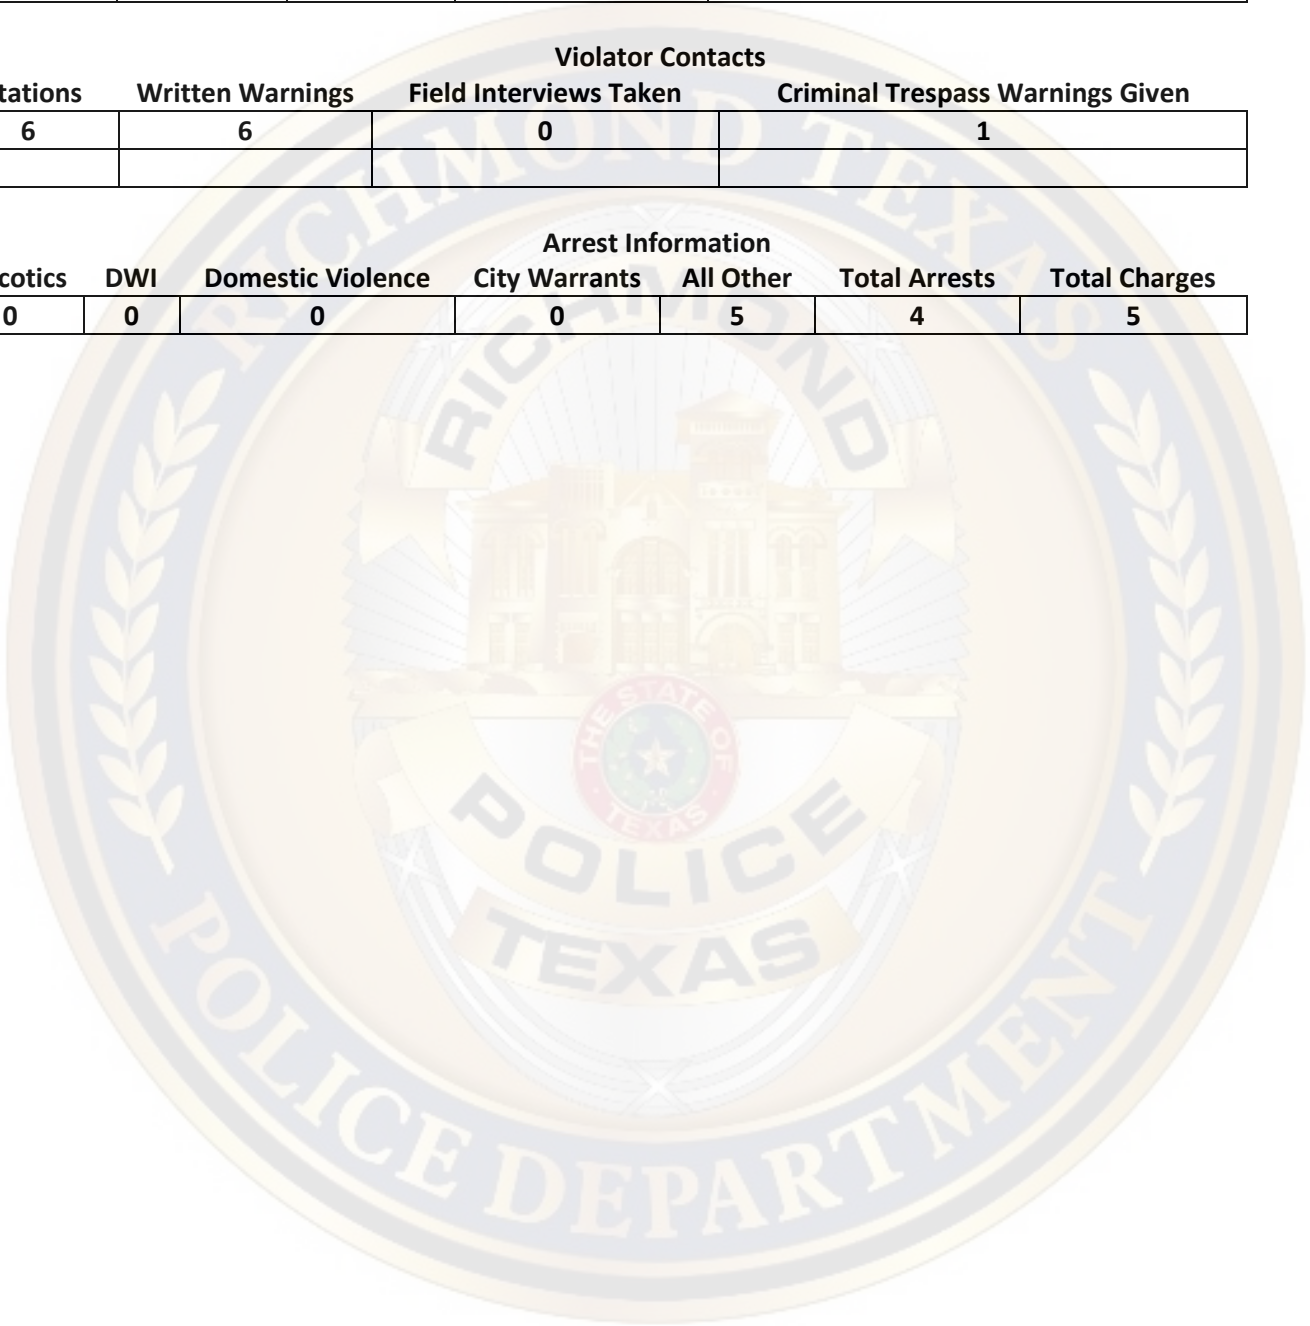 Violator Contacts
tations Written Warnings Field Interviews Taken Criminal Trespass Warnings Given
6 6 0 1
Arrest Information
cotics DWI Domestic Violence City Warrants All Other Total Arrests Total Charges
0 0 0 0 5 4 5
RICHMOND TEXAS
RICHMOND
THE STATE OF
TEXAS
POLICE
TEXAS
POLICE DEPARTMENT